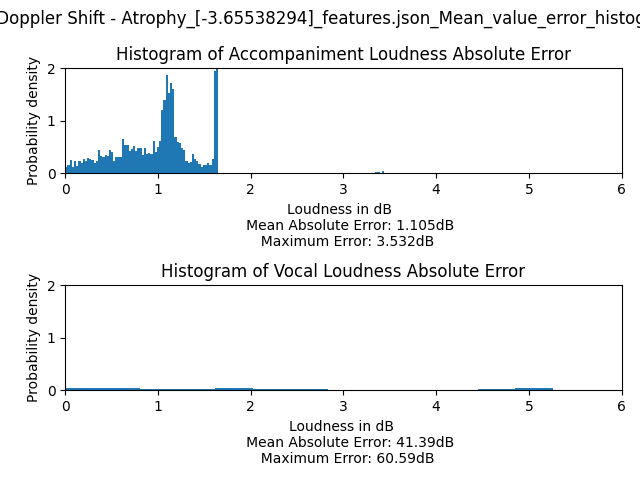 Doppler Shift - Atrophy_[-3.65538294]_features.json_Mean_value_error_histog
Histogram of Accompaniment Loudness Absolute Error
Probability density
2
1
0
0 1 2 3 4 5 6
Loudness in dB
Mean Absolute Error: 1.105dB
Maximum Error: 3.532dB
Histogram of Vocal Loudness Absolute Error
Probability density
2
1
0
0 1 2 3 4 5 6
Loudness in dB
Mean Absolute Error: 41.39dB
Maximum Error: 60.59dB